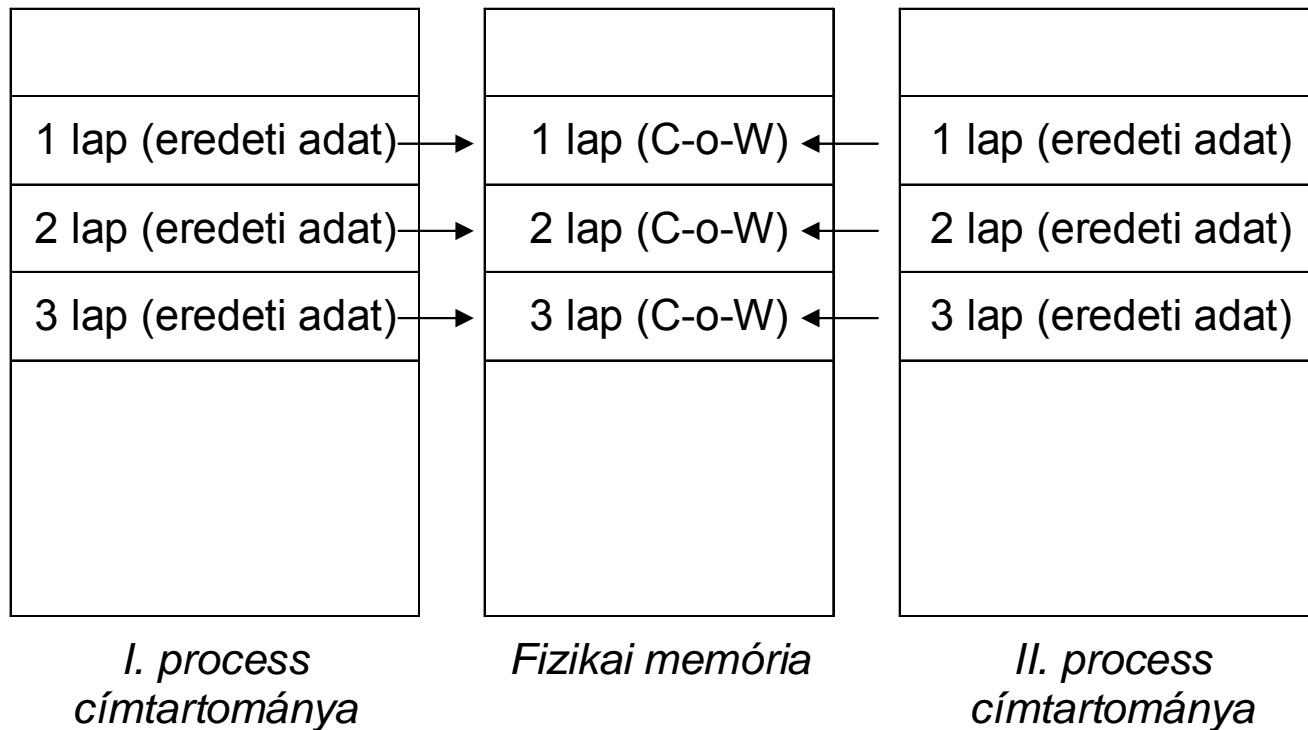 1 lap (eredeti adat)
1 lap (C-o-W)
1 lap (eredeti adat)
2 lap (eredeti adat)
2 lap (C-o-W)
2 lap (eredeti adat)
3 lap (eredeti adat)
3 lap (C-o-W)
3 lap (eredeti adat)
I. process
címtartománya
Fizikai memória
II. process
címtartománya